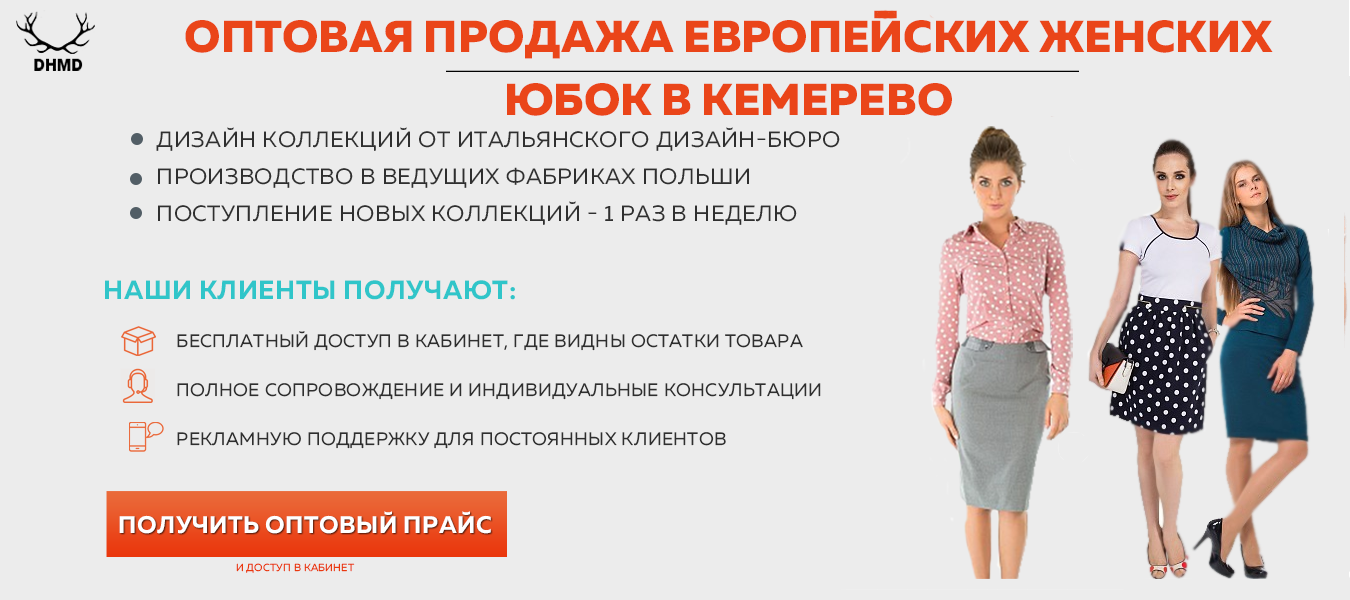 DHMD
ОПТОВАЯ ПРОДАЖА ЕВРОПЕЙСКИХ ЖЕНСКИХ
ЮБОК В КЕМЕРЕВО
ДИЗАЙН КОЛЛЕКЦИЙ ОТ ИТАЛЬЯНСКОГО ДИЗАЙН-БЮРО
ПРОИЗВОДСТВО В ВЕДУЩИХ ФАБРИКАХ ПОЛЬШИ
ПОСТУПЛЕНИЕ НОВЫХ КОЛЛЕКЦИЙ - 1 РАЗ В НЕДЕЛЮ
НАШИ КЛИЕНТЫ ПОЛУЧАЮТ:
БЕСПЛАТНЫЙ ДОСТУП В КАБИНЕТ, ГДЕ ВИДНЫ ОСТАТКИ ТОВАРА
ПОЛНОЕ СОПРОВОЖДЕНИЕ И ИНДИВИДУАЛЬНЫЕ КОНСУЛЬТАЦИИ
РЕКЛАМНУЮ ПОДДЕРЖКУ ДЛЯ ПОСТОЯННЫХ КЛИЕНТОВ
ПОЛУЧИТЬ ОПТОВЫЙ ПРАЙС
И ДОСТУП В КАБИНЕТ